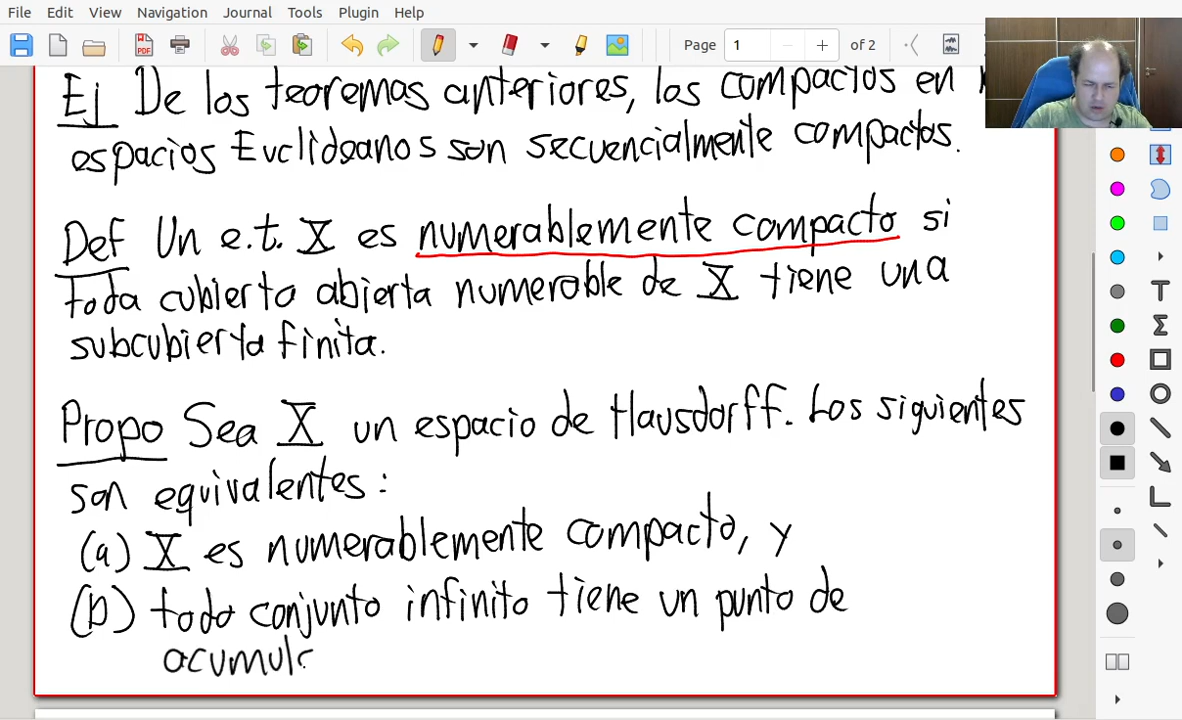 File Edit View Navigation Journal Tools Plugin Help
Page 1 of 2
Ej De los teoremas anteriores, los compactos en
espacios Euclideanos son secuencialmente compactos.
Def Un e.t. X es numerablemente compacto si
toda cubierta abierta numerable de X tiene una
subcubierta finita.
Propo Sea X un espacio de Hausdorff. Los siguientes
son equivalentes:
(a) X es numerablemente compacto, y
(b) todo conjunto infinito tiene un punto de
acumula